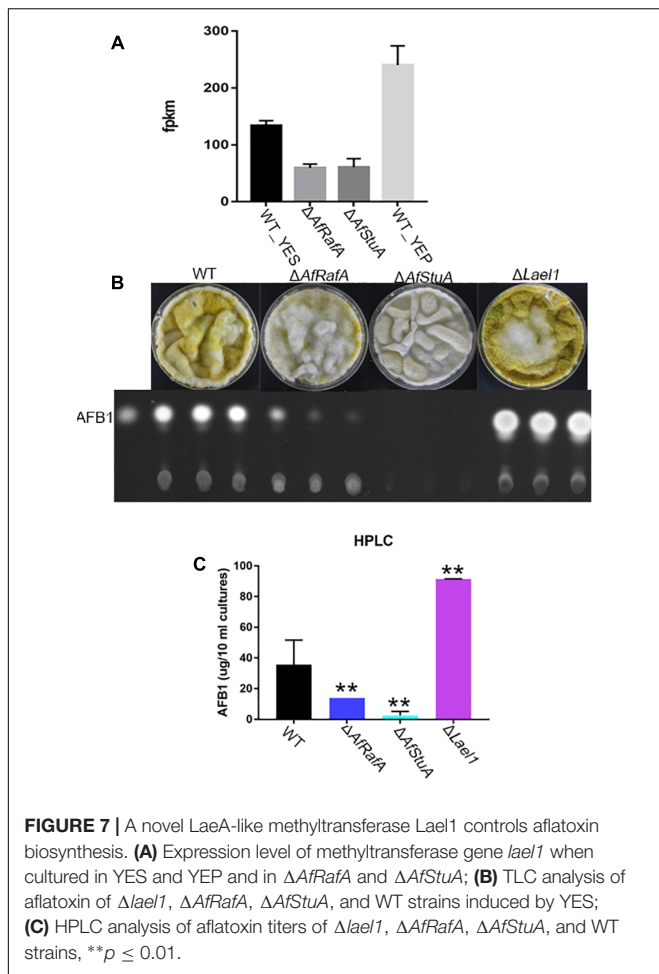 A
300
200
100
0
fpkm
WT_YES
ΔAfRafA
ΔAfStuA
WT_YEP
B
WT
ΔAfRafA
ΔAfStuA
ΔLael1
AFB1
HPLC
C
100
80
60
40
20
0
AFB1 (ug/10 ml cultures)
**
**
**
WT
ΔAfRafA
ΔAfStuA
ΔLael1
FIGURE 7 | A novel LaeA-like methyltransferase Lael1 controls aflatoxin
biosynthesis. (A) Expression level of methyltransferase gene lael1 when
cultured in YES and YEP and in ΔAfRafA and ΔAfStuA; (B) TLC analysis of
aflatoxin of Δlael1, ΔAfRafA, ΔAfStuA, and WT strains induced by YES;
(C) HPLC analysis of aflatoxin titers of Δlael1, ΔAfRafA, ΔAfStuA, and WT
strains, **p ≤ 0.01.